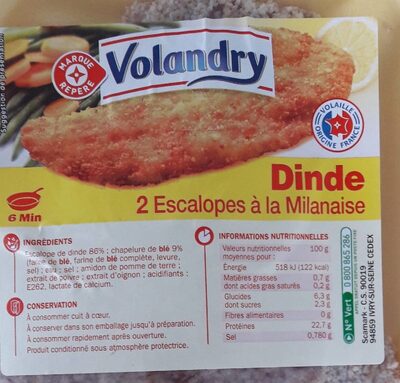 Suggestion de présentation
MARQUE
REPÈRE
Volandry
VOLAILLE
ORIGINE FRANCE
Dinde
2 Escalopes à la Milanaise
6 Min
INGRÉDIENTS
Escalope de dinde 86% ; chapelure de blé 9%
(farine de blé, farine de blé complète, levure,
sel) ; eau ; sel ; amidon de pomme de terre ;
extrait de poivre ; extrait d'oignon ; acidifiants :
E262, lactate de calcium.
CONSERVATION
À consommer cuit à cœur.
À conserver dans son emballage jusqu'à préparation.
À consommer rapidement après ouverture.
Produit conditionné sous atmosphère protectrice.
INFORMATIONS NUTRITIONNELLES
Valeurs nutritionnelles 100 g
moyennes pour :
Énergie 518 kJ (122 kcal)
Matières grasses 0,7 g
dont acides gras saturés 0,2 g
Glucides 6,3 g
dont sucres 2,3 g
Fibres alimentaires 0 g
Protéines 22,7 g
Sel 0,780 g
N° Vert 0 800 865 286
Scamark - C.S. 90019
94859 IVRY-SUR-SEINE CEDEX